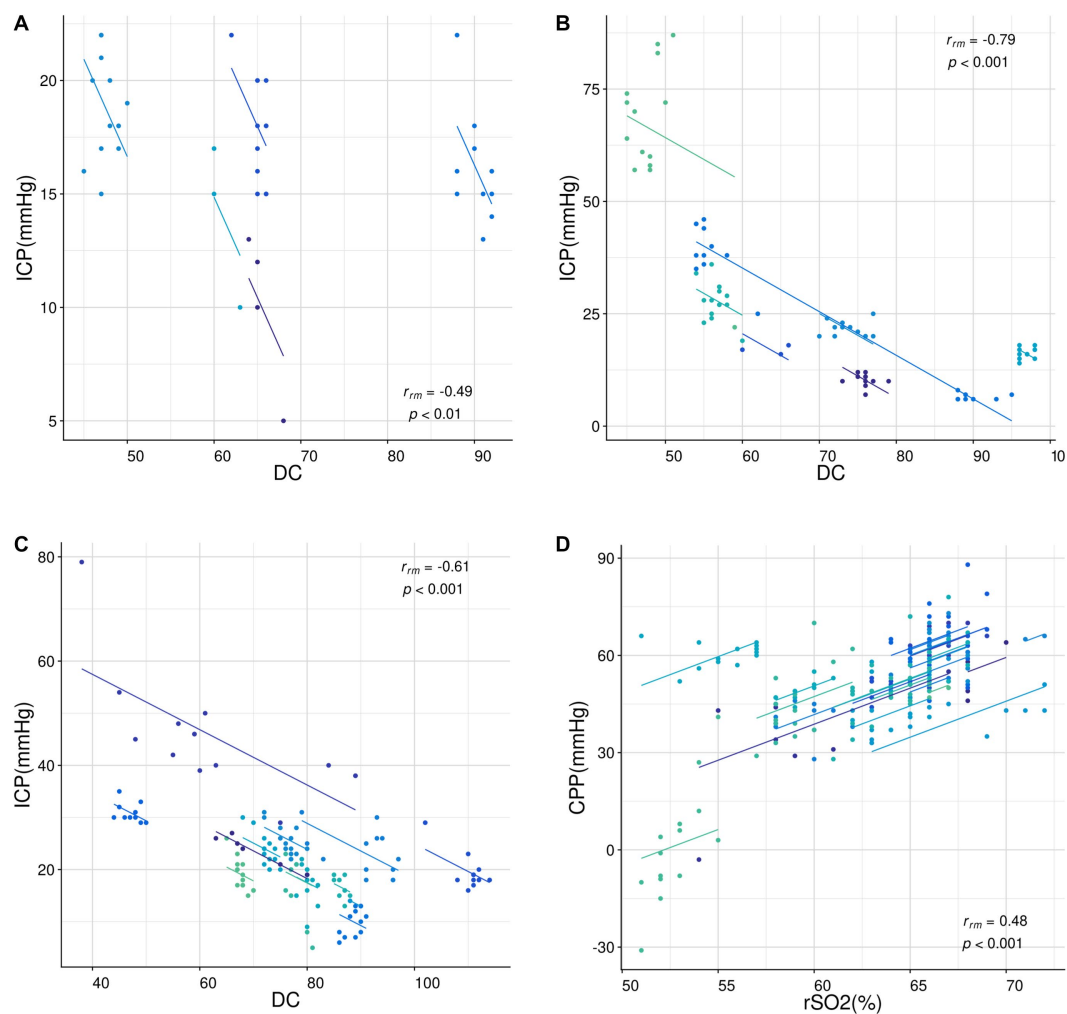 A
20
15
10
5
ICP(mmHg)
r_rm = -0.49
p < 0.01
50 60 70 80 90
DC
B
75
50
25
0
ICP(mmHg)
r_rm = -0.79
p < 0.001
50 60 70 80 90 10
DC
C
80
60
40
20
ICP(mmHg)
r_rm = -0.61
p < 0.001
40 60 80 100
DC
D
90
60
30
0
-30
CPP(mmHg)
r_rm = 0.48
p < 0.001
50 55 60 65 70
rSO2(%)